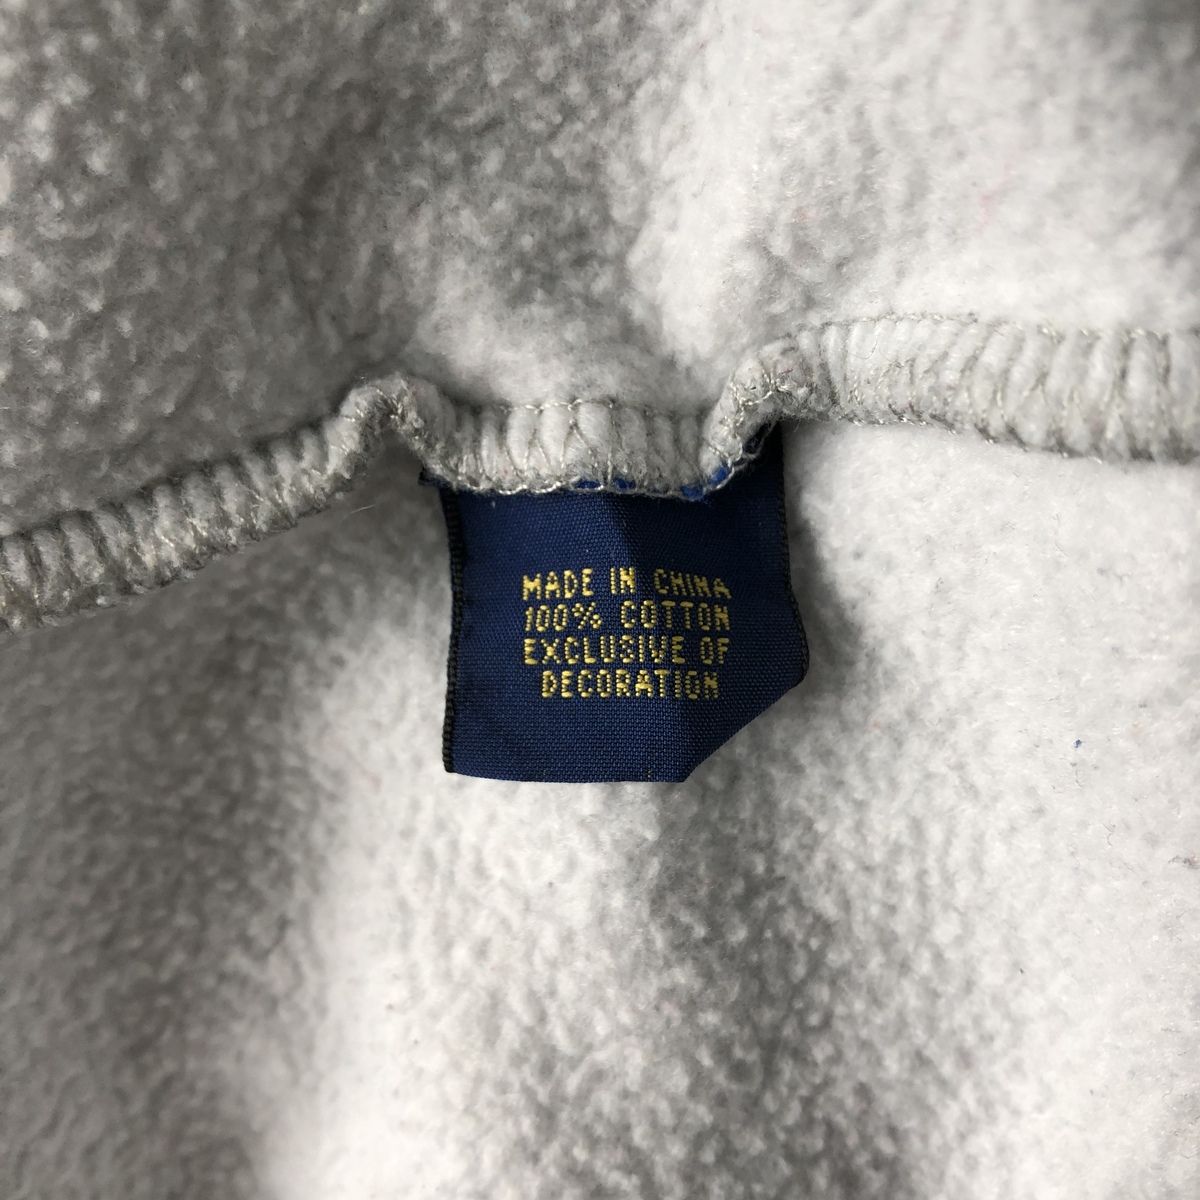 MADE IN CHINA
100% COTTON
EXCLUSIVE OF
DECORATION